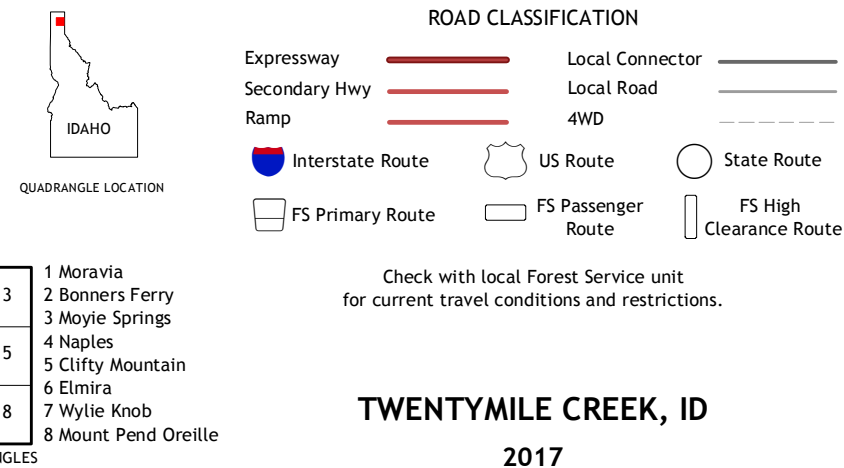 ROAD CLASSIFICATION
Expressway
Local Connector
Secondary Hwy
Local Road
Ramp
4WD
Interstate Route
US Route
State Route
FS Primary Route
FS Passenger
Route
FS High
Clearance Route
Check with local Forest Service unit
for current travel conditions and restrictions.
IDAHO
QUADRANGLE LOCATION
3
5
8
1 Moravia
2 Bonners Ferry
3 Moyie Springs
4 Naples
5 Clifty Mountain
6 Elmira
7 Wylie Knob
8 Mount Pend Oreille
NGLES
TWENTYMILE CREEK, ID
2017